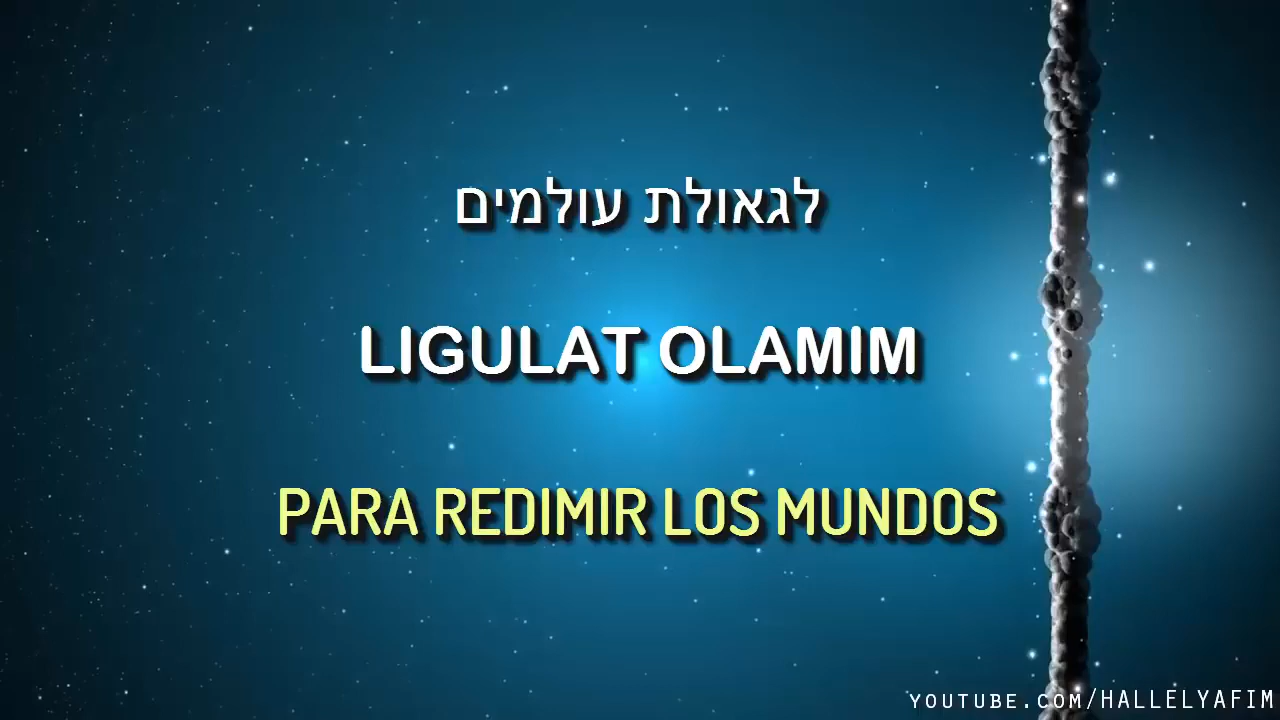 לגאולת עולמים
LIGULAT OLAMIM
PARA REDIMIR LOS MUNDOS
YOUTUBE.COM/HALLELYAFIM